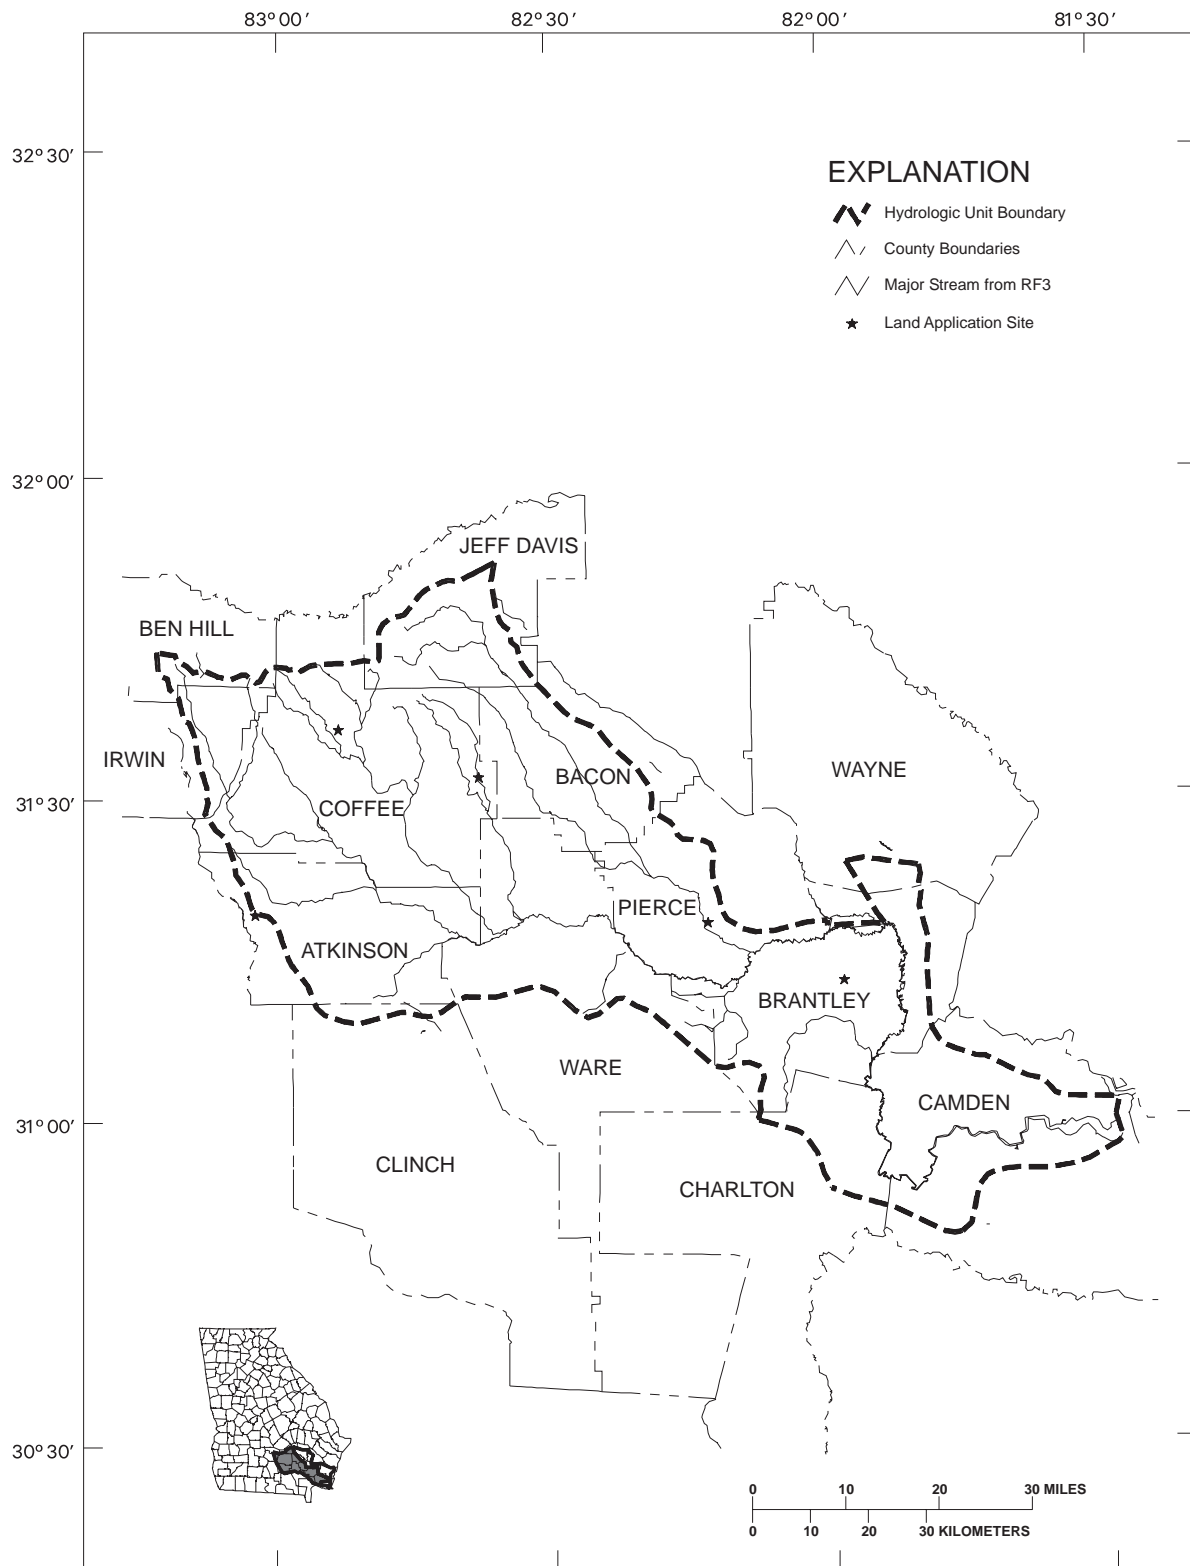 83° 00′ 82° 30′ 82° 00′ 81° 30′
32° 30′
EXPLANATION
Hydrologic Unit Boundary
County Boundaries
Major Stream from RF3
Land Application Site
32° 00′
JEFF DAVIS
BEN HILL
IRWIN
BACON
WAYNE
31° 30′
COFFEE
PIERCE
ATKINSON
BRANTLEY
WARE
CAMDEN
31° 00′
CLINCH
CHARLTON
30° 30′
0 10 20 30 MILES
0 10 20 30 KILOMETERS